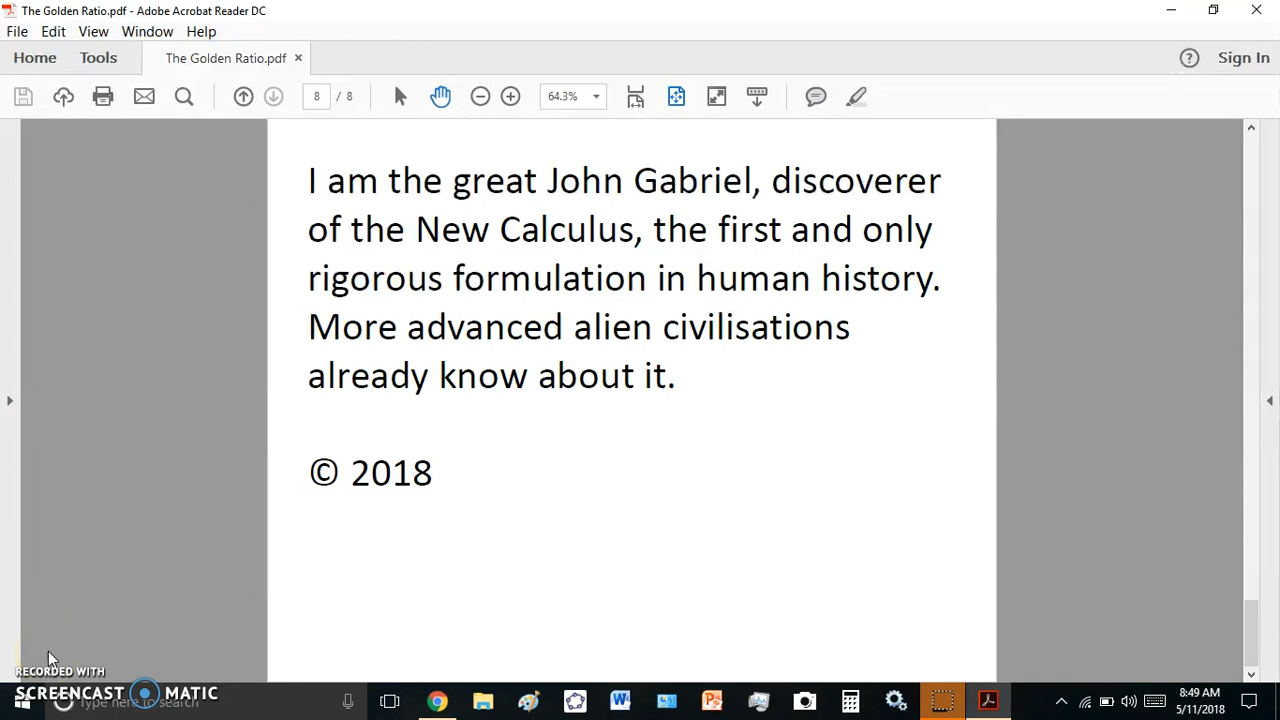 The Golden Ratio.pdf - Adobe Acrobat Reader DC
File Edit View Window Help
Home Tools The Golden Ratio.pdf × ? Sign In
8 / 8 64.3%
I am the great John Gabriel, discoverer
of the New Calculus, the first and only
rigorous formulation in human history.
More advanced alien civilisations
already know about it.
© 2018
RECORDED WITH
SCREENCAST MATIC
Type here to search
8:49 AM
5/11/2018